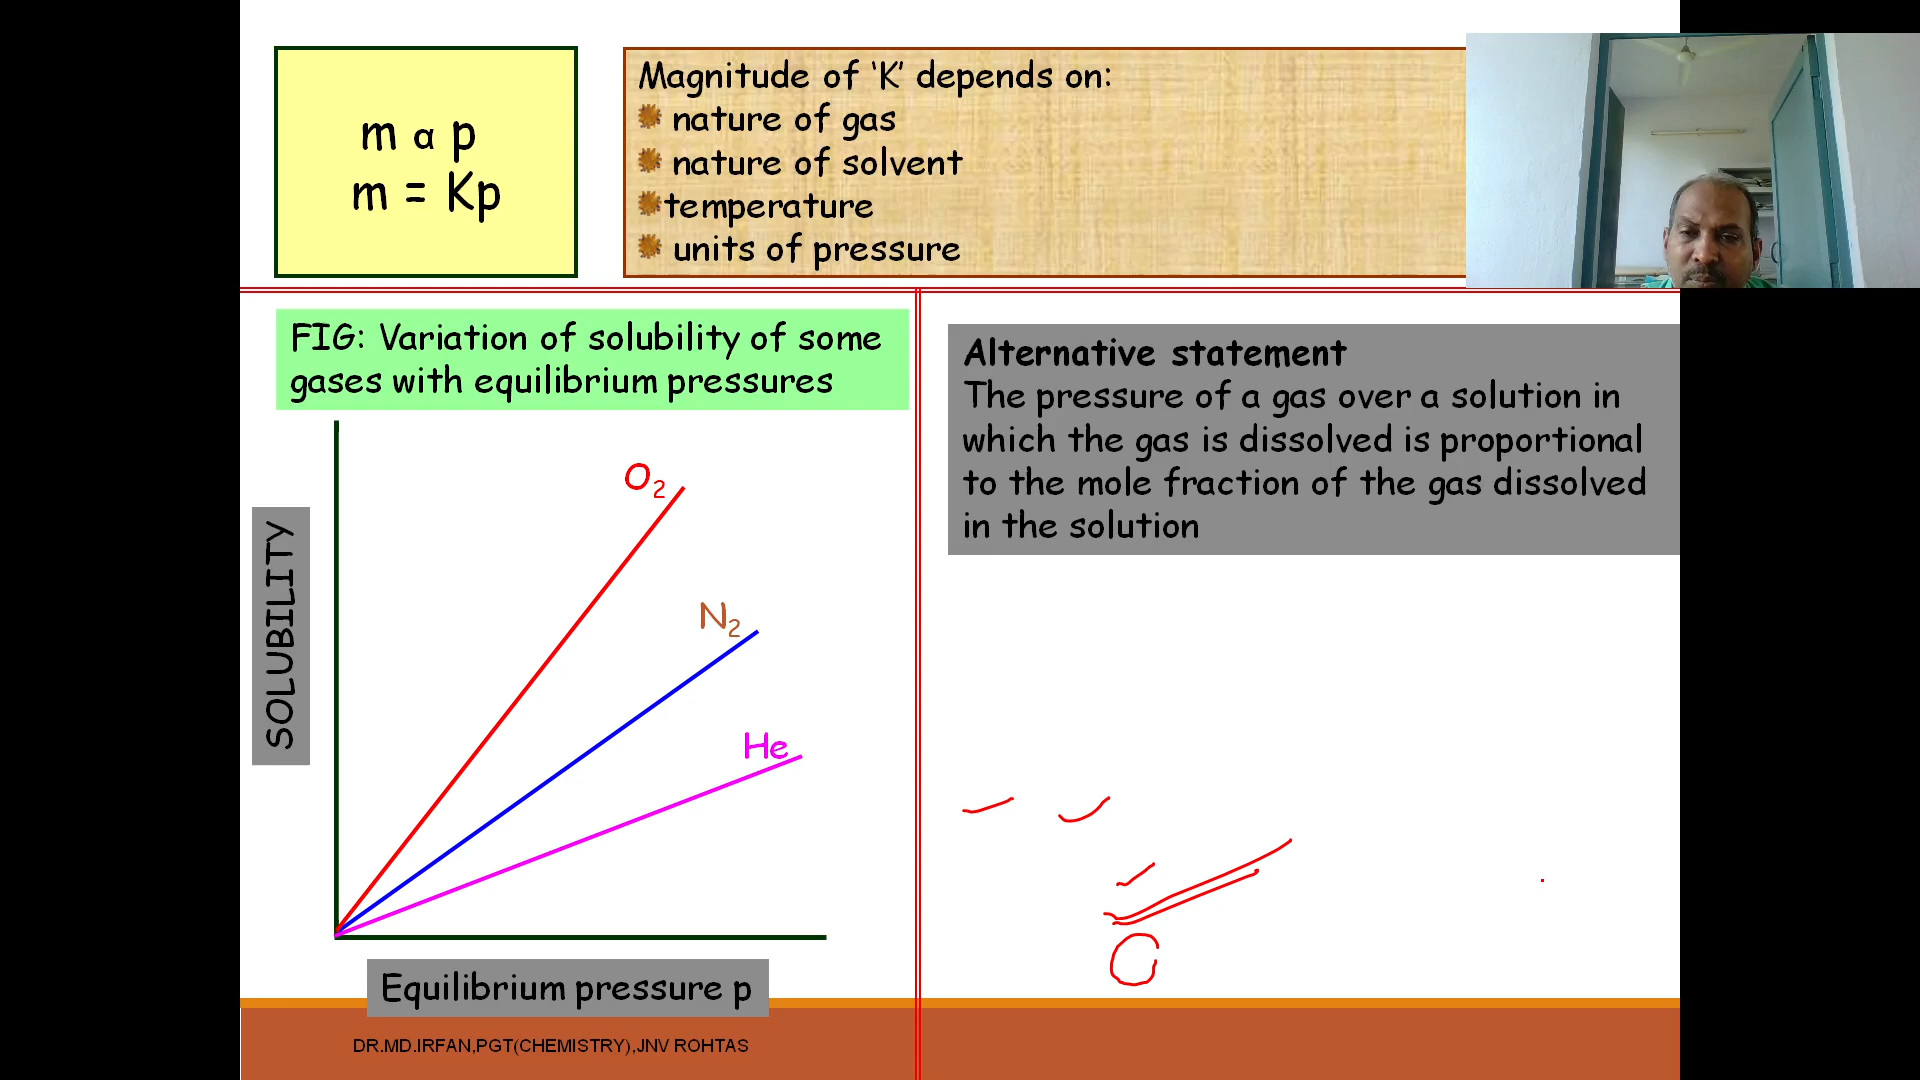 m α p
m = Kp
Magnitude of ‘K’ depends on:
nature of gas
nature of solvent
temperature
units of pressure
FIG: Variation of solubility of some
gases with equilibrium pressures
SOLUBILITY
O₂
N₂
He
Equilibrium pressure p
Alternative statement
The pressure of a gas over a solution in
which the gas is dissolved is proportional
to the mole fraction of the gas dissolved
in the solution
DR.MD.IRFAN,PGT(CHEMISTRY),JNV ROHTAS